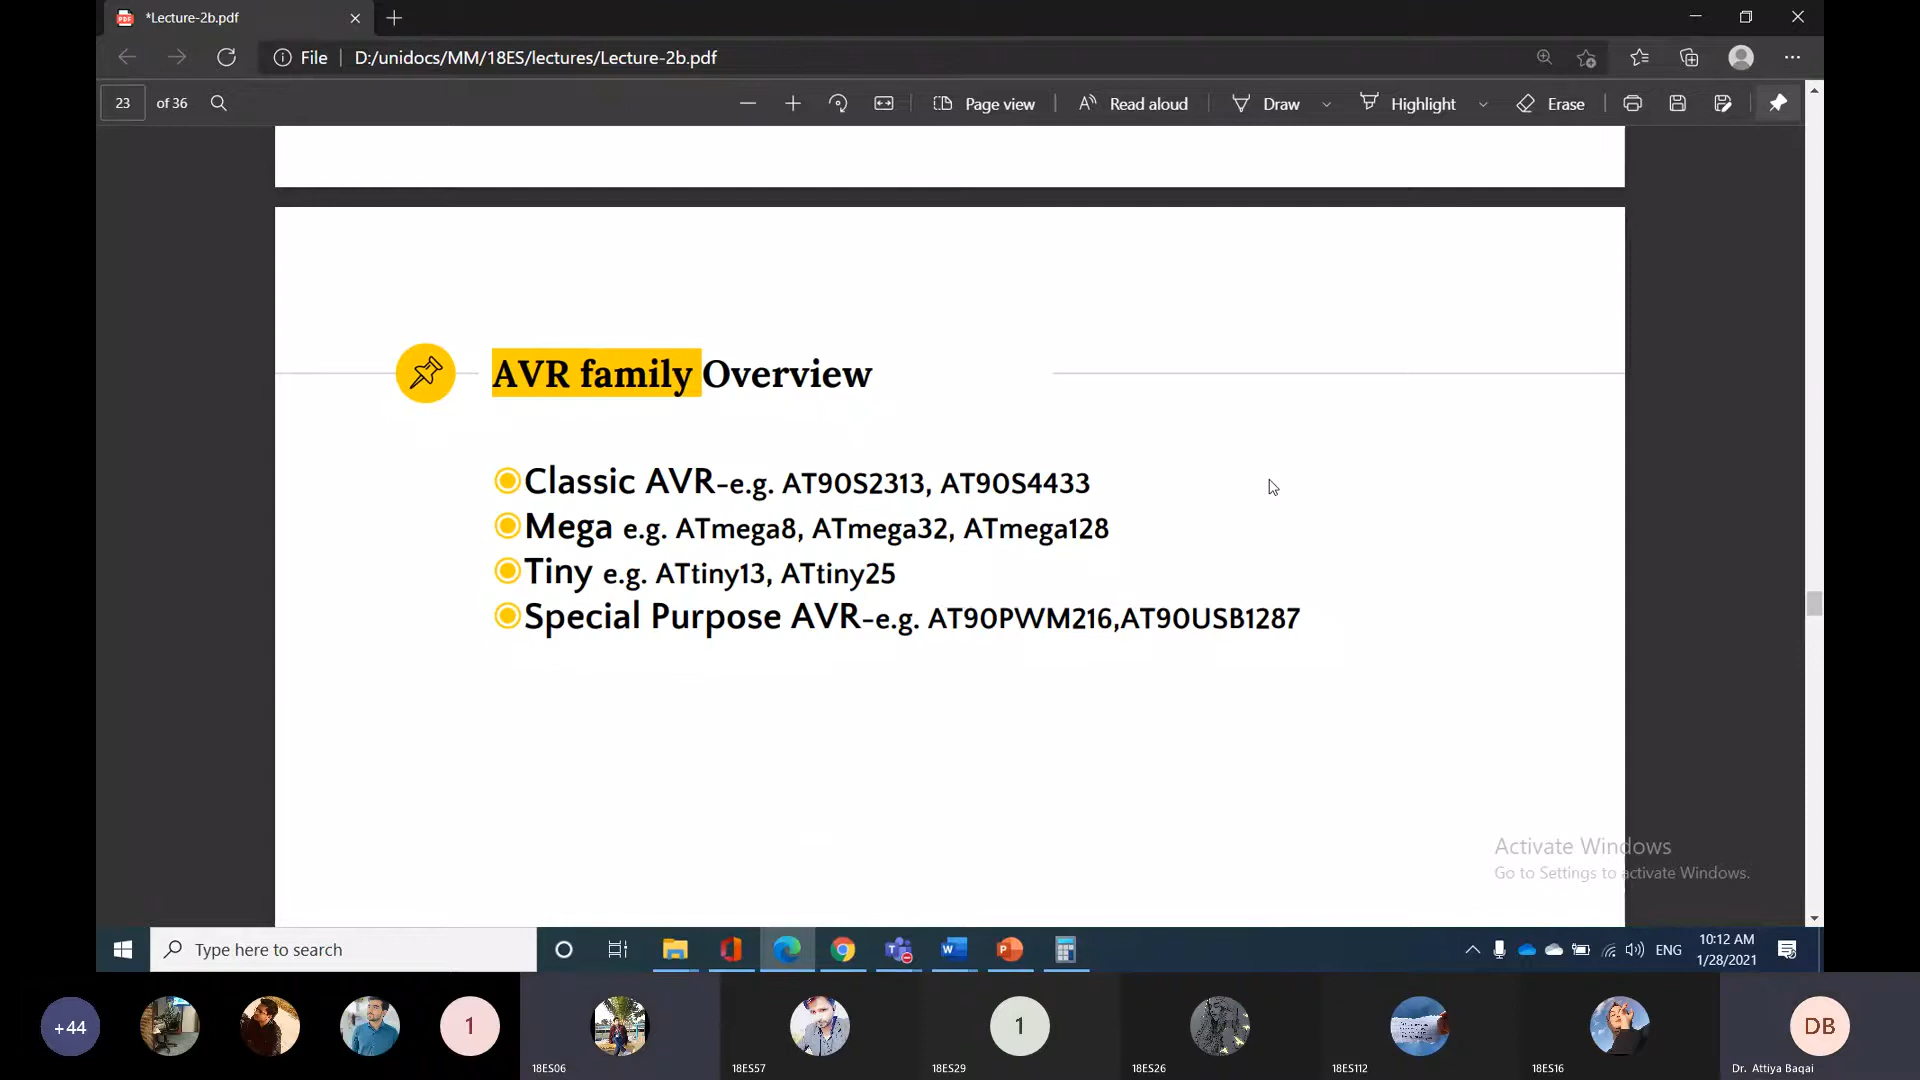 *Lecture-2b.pdf
File
D:/unidocs/MM/18ES/lectures/Lecture-2b.pdf
23 of 36
Page view
Read aloud
Draw
Highlight
Erase
AVR family Overview
Classic AVR-e.g. AT90S2313, AT90S4433
Mega e.g. ATmega8, ATmega32, ATmega128
Tiny e.g. ATtiny13, ATtiny25
Special Purpose AVR-e.g. AT90PWM216,AT90USB1287
Activate Windows
Go to Settings to activate Windows.
Type here to search
ENG
10:12 AM
1/28/2021
+44
1
1
DB
18ES06
18ES57
18ES29
18ES26
18ES112
18ES16
Dr. Attiya Baqai